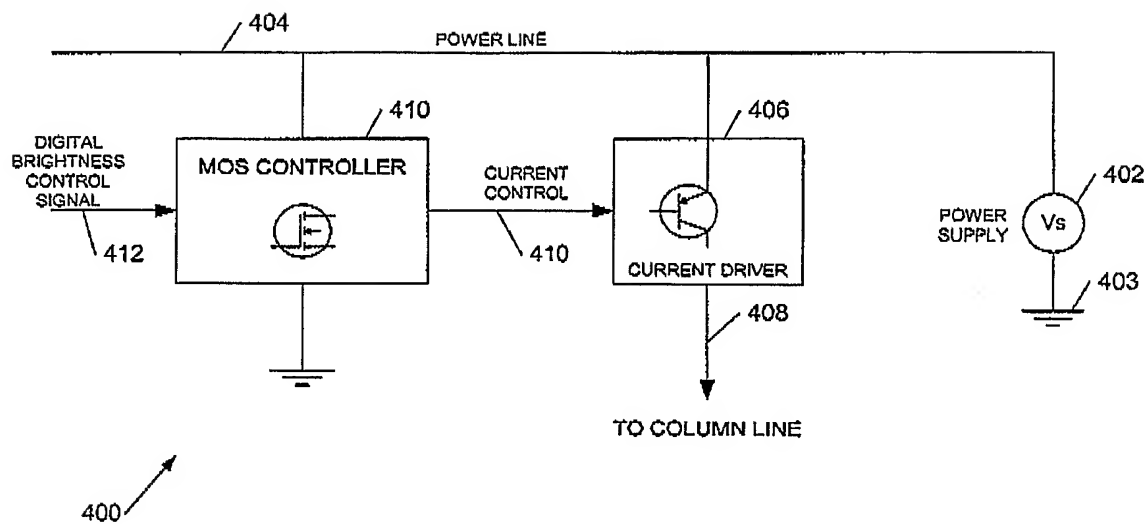 404
POWER LINE
410
406
DIGITAL
BRIGHTNESS
CONTROL
SIGNAL
MOS CONTROLLER
CURRENT
CONTROL
402
POWER
SUPPLY
Vs
412
410
CURRENT DRIVER
403
408
TO COLUMN LINE
400